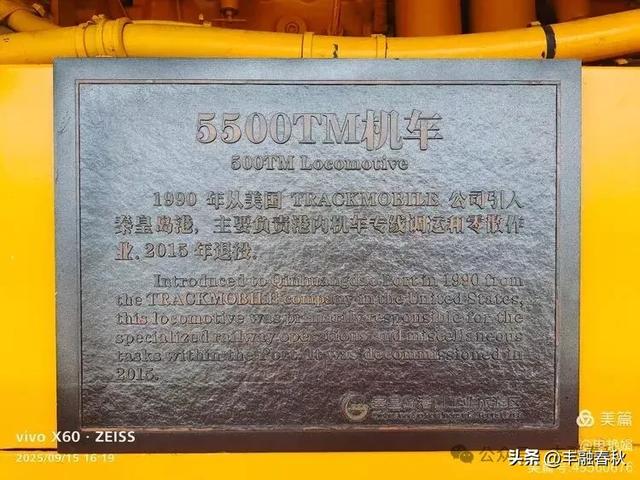 5500TM机车
500TM Locomotive
1990 年从美国 TRACKMOBILE 公司引入
秦皇岛港,主要负责港内机车专线调运和零散作
业,2015 年退役。
Introduced to Qinhuangdao Port in 1990 from
the TRACKMOBILE company in the United States,
this locomotive was primarily responsible for the
specialized railway operations and miscellaneous
tasks within the Port. It was decommissioned in
2015.
vivo X60 · ZEISS
2025/09/15 16:19
美篇
头条 @丰融春秋